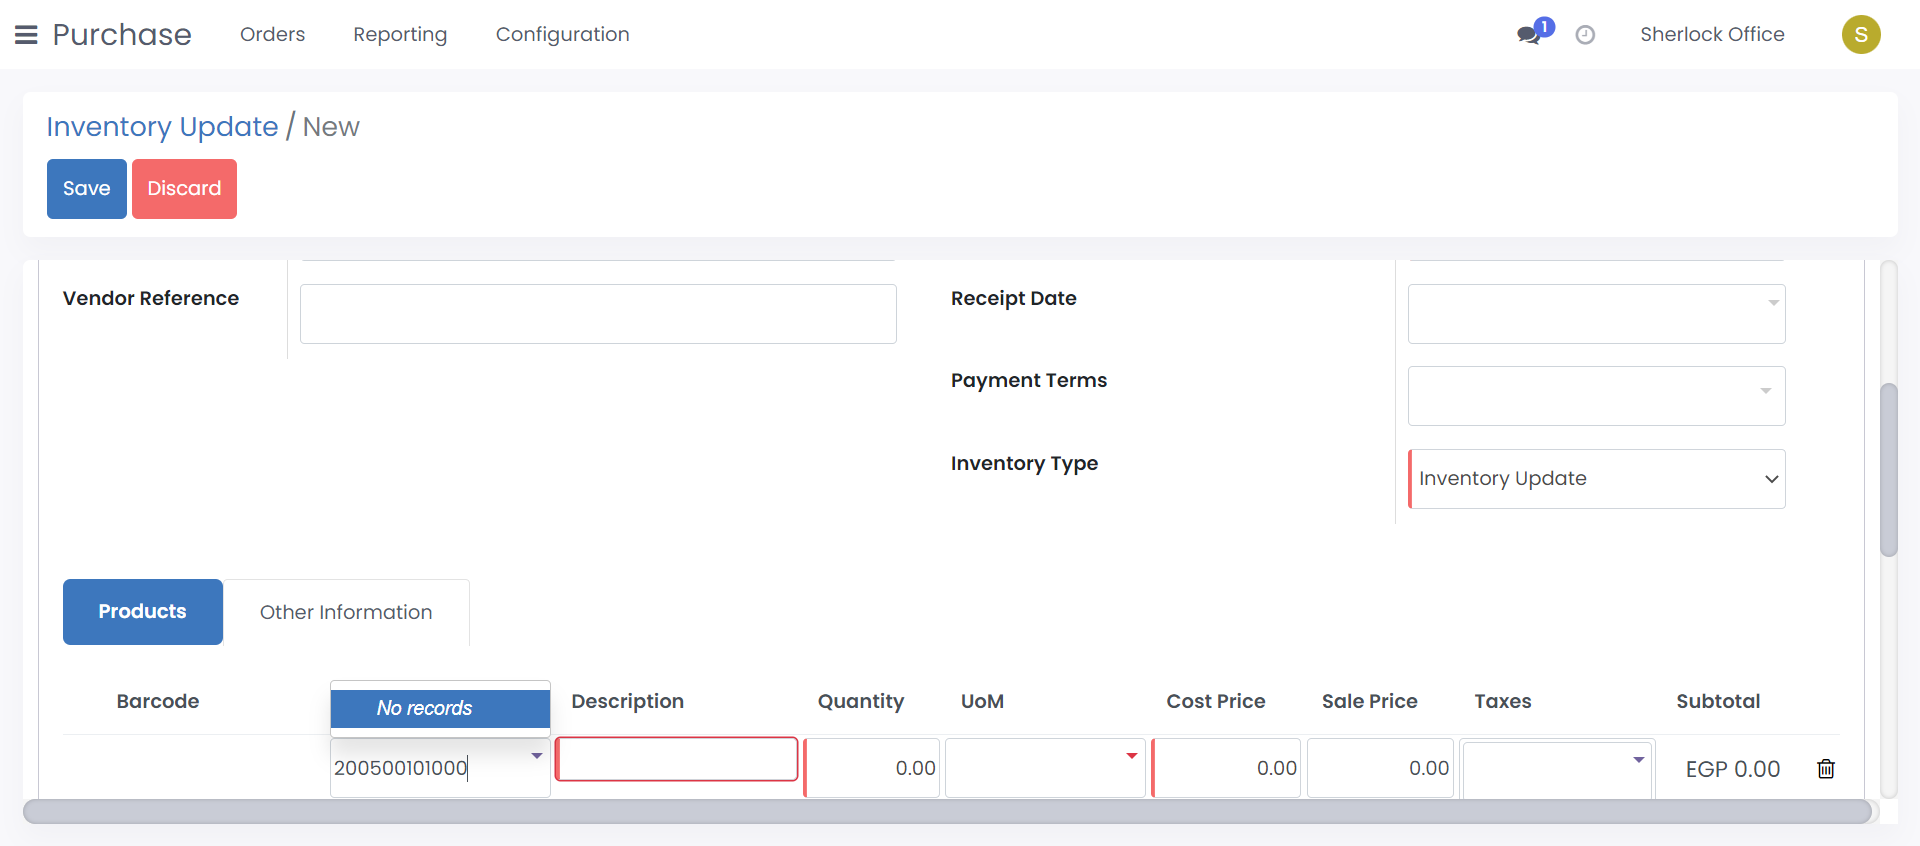 Purchase Orders Reporting Configuration 1 Sherlock Office S
Inventory Update / New
Save Discard
Vendor Reference Receipt Date
Payment Terms
Inventory Type Inventory Update
Products Other Information
Barcode No records Description Quantity UoM Cost Price Sale Price Taxes Subtotal
200500101000 0.00 0.00 0.00 EGP 0.00